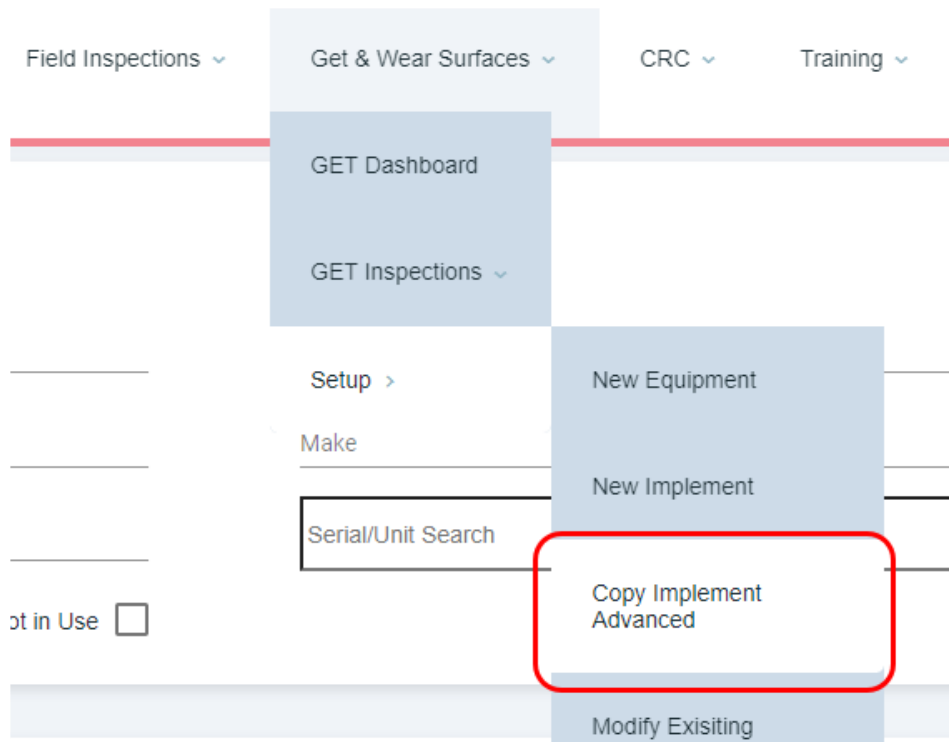 Field Inspections
Get & Wear Surfaces
CRC
Training
GET Dashboard
GET Inspections
Setup
New Equipment
Make
New Implement
Serial/Unit Search
Copy Implement
Advanced
ot in Use
Modify Exisiting